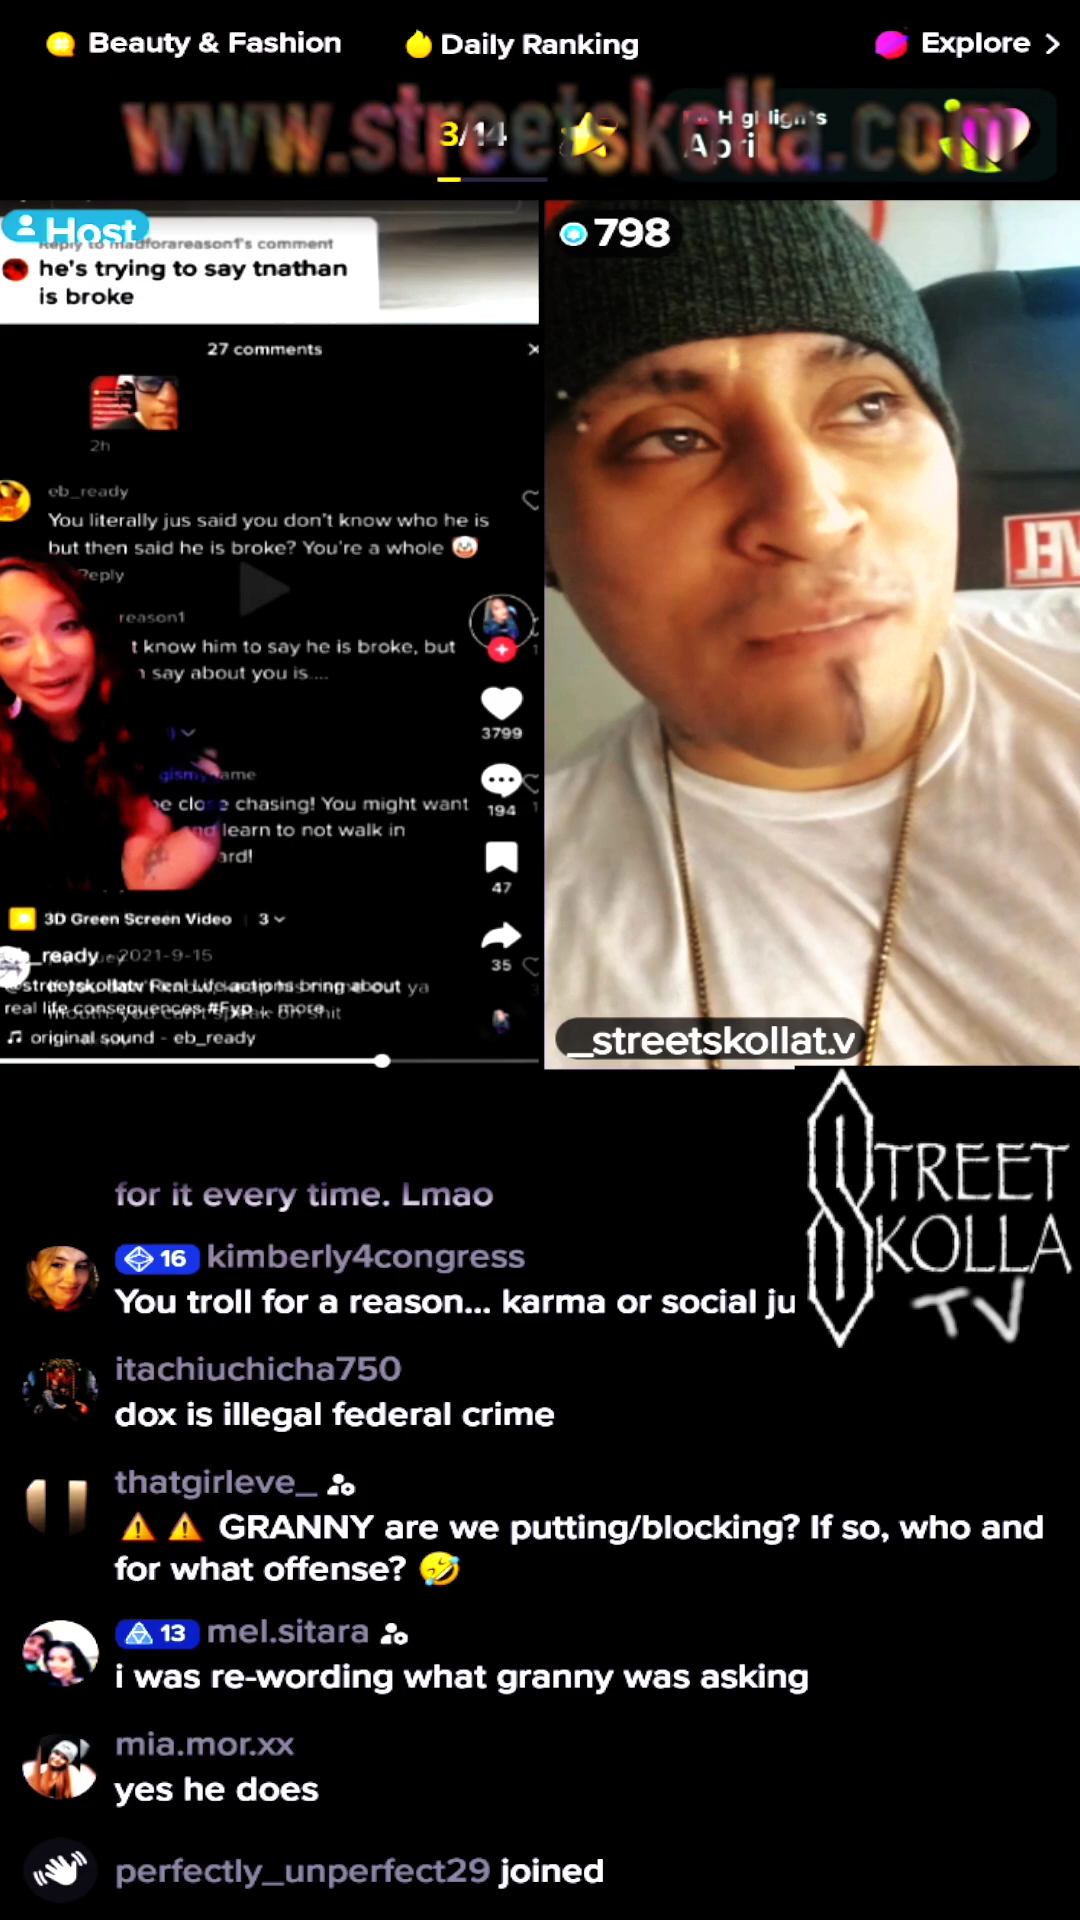 Beauty & Fashion
Daily Ranking
Explore >
www.streetskolla.com
3/14
Highlights
April
Host
Reply to madforareason1's comment
he's trying to say tnathan
is broke
798
27 comments
2h
eb_ready
You literally jus said you don't know who he is
but then said he is broke? You're a whole 🤡
Reply
reason1
t know him to say he is broke, but
say about you is....
3799
gismy ame
chasing! You might want
learn to not walk in
ard!
194
47
3D Green Screen Video
3
_ready
2021-9-15
35
@streetskollatv Real Life actions bring about ya
real life consequences #Fyp... more
original sound - eb_ready
_streetskollat.v
STREET
SKOLLA
TV
for it every time. Lmao
16 kimberly4congress
You troll for a reason... karma or social ju
itachiuchicha750
dox is illegal federal crime
thatgirleve_
⚠️ ⚠️ GRANNY are we putting/blocking? If so, who and
for what offense? 🤣
13 mel.sitara
i was re-wording what granny was asking
mia.mor.xx
yes he does
perfectly_unperfect29 joined